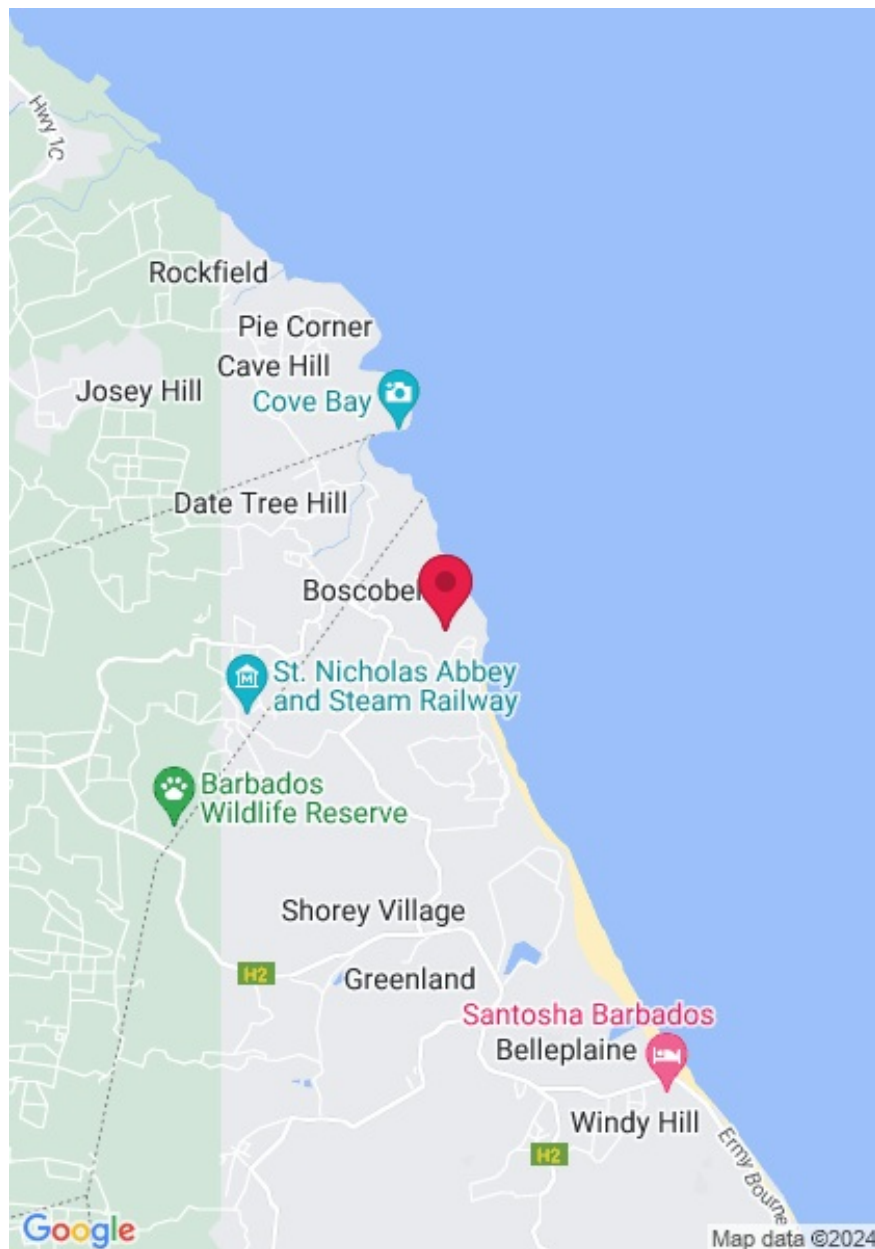 Hwy 1C
Rockfield
Pie Corner
Cave Hill
Josey Hill
Cove Bay
Date Tree Hill
Boscobel
St. Nicholas Abbey
and Steam Railway
Barbados
Wildlife Reserve
Shorey Village
H2
Greenland
Santosha Barbados
Belleplaine
Windy Hill
H2
Ermy Bourne
Google
Map data ©2024